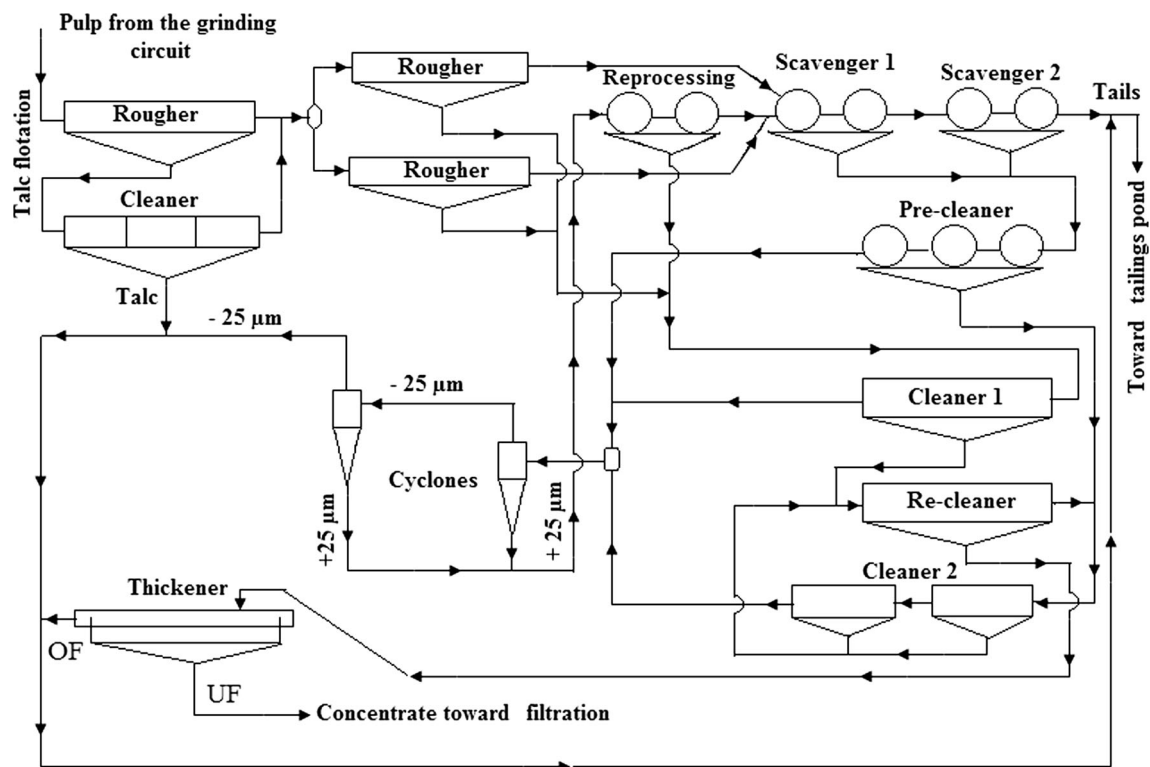 Pulp from the grinding
circuit
Talc flotation
Rougher
Cleaner
Talc
Rougher
Rougher
Reprocessing
Scavenger 1
Scavenger 2
Tails
Toward tailings pond
Pre-cleaner
- 25 µm
- 25 µm
Cyclones
+25 µm
+ 25 µm
Cleaner 1
Re-cleaner
Cleaner 2
Thickener
OF
UF
Concentrate toward filtration